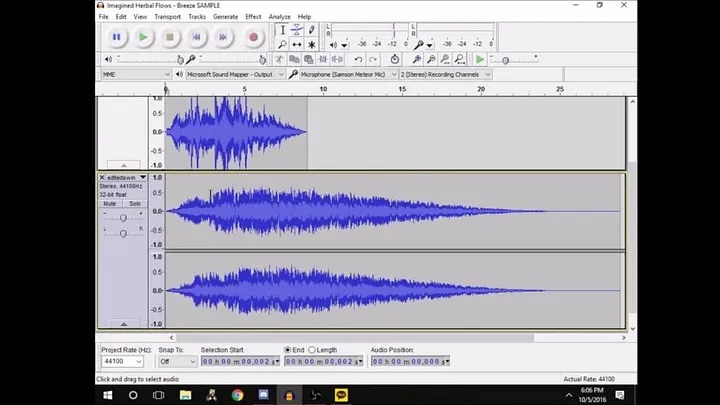 Imagined Herbal Flows - Breeze SAMPLE
File Edit Select View Transport Tracks Generate Effect Analyze Help
L
R
-36 -24 -12 0
L
R
-36 -24 -12 0
MME Microsoft Sound Mapper - Output Microphone (Samson Meteor Mic) 2 (Stereo) Recording Channels
0 5 10 15 20 25
1.0
0.5
0.0
-0.5
-1.0
editedswin
Stereo, 44100Hz
32-bit float
Mute Solo
- +
L R
1.0
0.5
0.0
-0.5
-1.0
1.0
0.5
0.0
-0.5
-1.0
Project Rate (Hz): Snap To: Selection Start: End Length Audio Position:
44100 Off 00 h 00 m 00,002 s 00 h 00 m 00,002 s 00 h 00 m 00,000 s
Click and drag to select audio Actual Rate: 44100
6:06 PM
10/5/2016